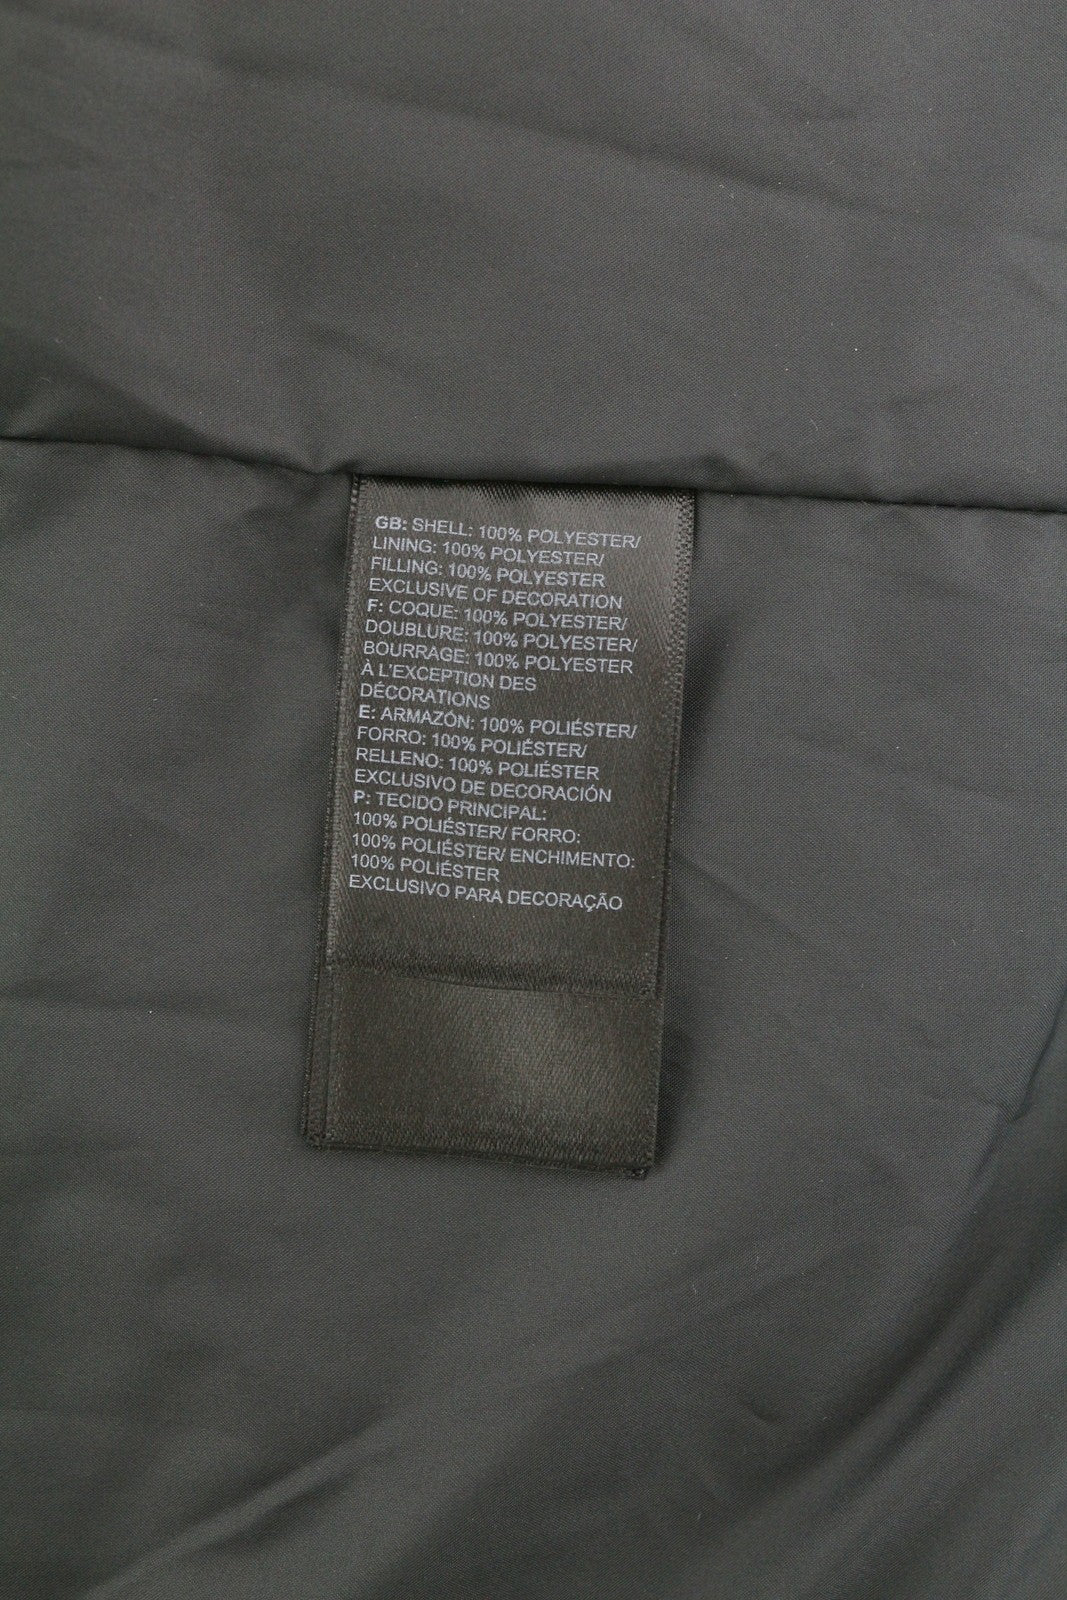 GB: SHELL: 100% POLYESTER/
LINING: 100% POLYESTER/
FILLING: 100% POLYESTER
EXCLUSIVE OF DECORATION
F: COQUE: 100% POLYESTER/
DOUBLURE: 100% POLYESTER/
BOURRAGE: 100% POLYESTER
À L'EXCEPTION DES
DÉCORATIONS
E: ARMAZÓN: 100% POLIÉSTER/
FORRO: 100% POLIÉSTER/
RELLENO: 100% POLIÉSTER
EXCLUSIVO DE DECORACIÓN
P: TECIDO PRINCIPAL:
100% POLIÉSTER/ FORRO:
100% POLIÉSTER/ ENCHIMENTO:
100% POLIÉSTER
EXCLUSIVO PARA DECORAÇÃO